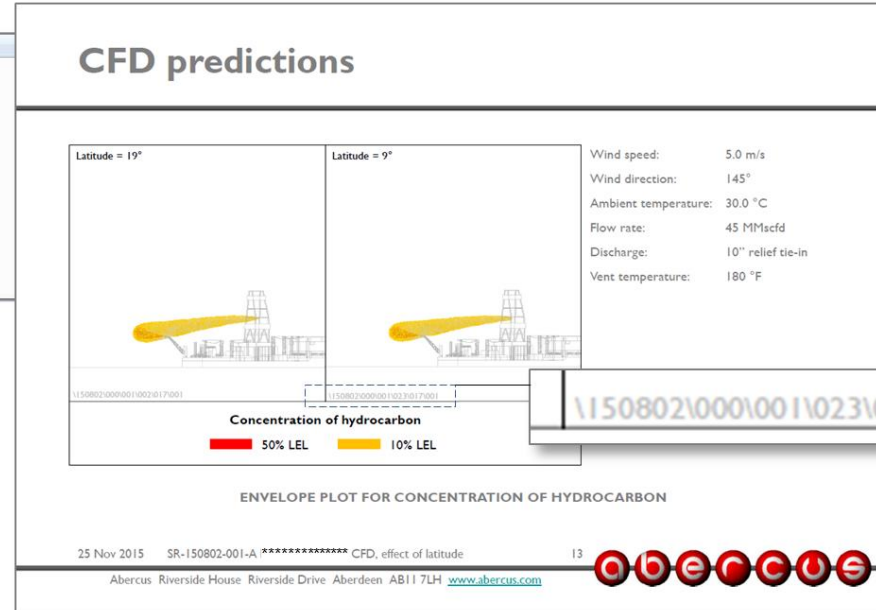 CFD predictions
Latitude = 19°
Latitude = 9°
Wind speed: 5.0 m/s
Wind direction: 145°
Ambient temperature: 30.0 °C
Flow rate: 45 MMscfd
Discharge: 10" relief tie-in
Vent temperature: 180 °F
\150802\000\001\002\017\001
\150802\000\001\023\017\001
\150802\000\001\023\
Concentration of hydrocarbon
50% LEL
10% LEL
ENVELOPE PLOT FOR CONCENTRATION OF HYDROCARBON
25 Nov 2015 SR-150802-001-A ************** CFD, effect of latitude 13
Abercus Riverside House Riverside Drive Aberdeen AB11 7LH www.abercus.com
abercus